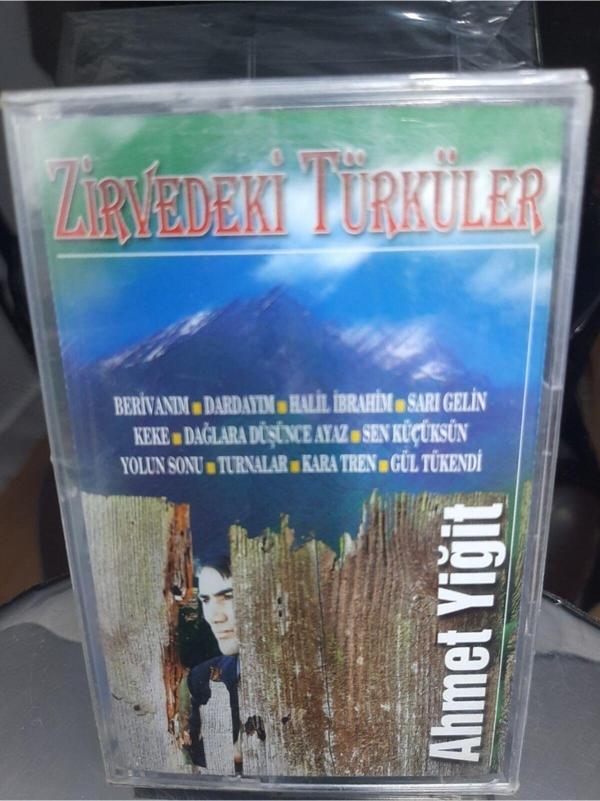 ZİRVEDEKİ TÜRKÜLER
BERİVANIM ■ DARDAYIM ■ HALİL İBRAHİM ■ SARI GELİN
KEKE ■ DAĞLARA DÜŞÜNCE AYAZ ■ SEN KÜÇÜKSÜN
YOLUN SONU ■ TURNALAR ■ KARA TREN ■ GÜL TÜKENDİ
Ahmet Yiğit